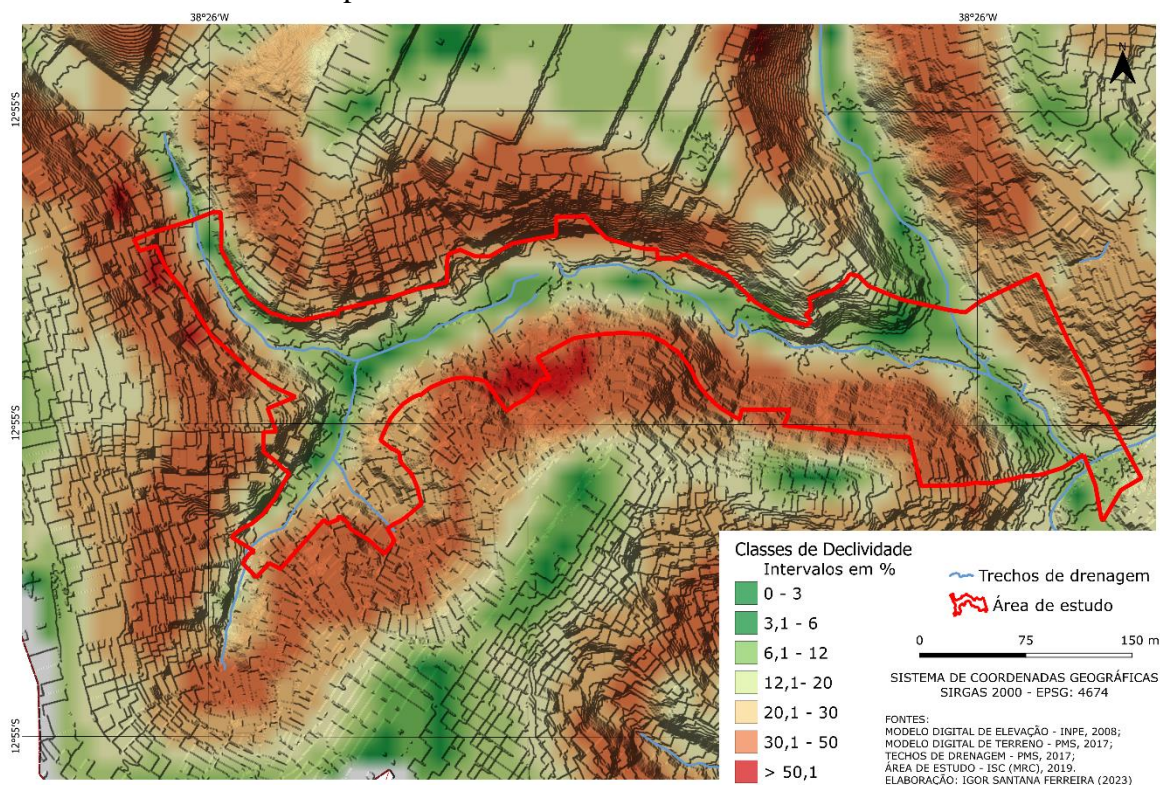 38°26'W
38°26'W
N
12°55'S
12°55'S
12°55'S
Classes de Declividade
Intervalos em %
0 - 3
3,1 - 6
6,1 - 12
12,1- 20
20,1 - 30
30,1 - 50
> 50,1
Trechos de drenagem
Área de estudo
0 75 150 m
SISTEMA DE COORDENADAS GEOGRÁFICAS
SIRGAS 2000 - EPSG: 4674
FONTES:
MODELO DIGITAL DE ELEVAÇÃO - INPE, 2008;
MODELO DIGITAL DE TERRENO - PMS, 2017;
TECHOS DE DRENAGEM - PMS, 2017;
ÁREA DE ESTUDO - ISC (MRC), 2019.
ELABORAÇÃO: IGOR SANTANA FERREIRA (2023)